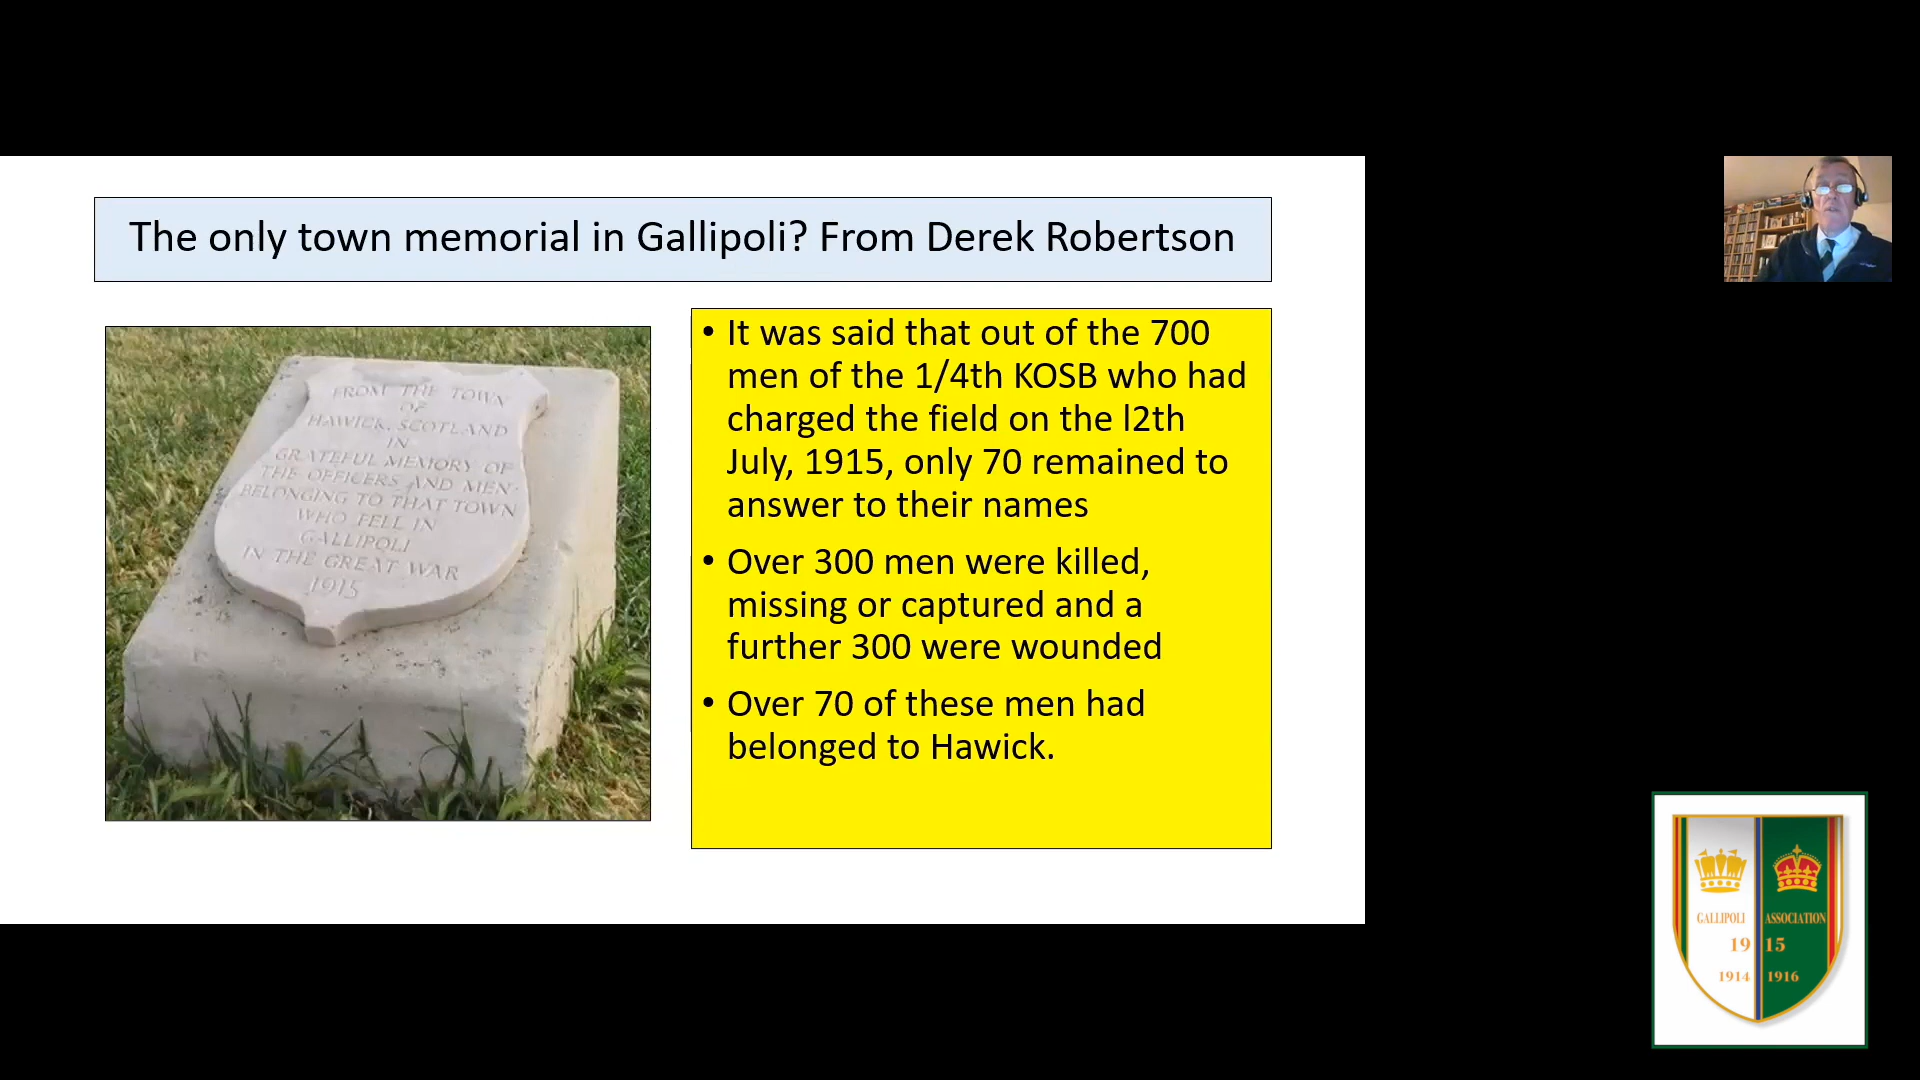 The only town memorial in Gallipoli? From Derek Robertson
FROM THE TOWN
OF
HAWICK, SCOTLAND
IN
GRATEFUL MEMORY OF
THE OFFICERS AND MEN
BELONGING TO THAT TOWN
WHO FELL IN
GALLIPOLI
IN THE GREAT WAR
1915
• It was said that out of the 700
men of the 1/4th KOSB who had
charged the field on the l2th
July, 1915, only 70 remained to
answer to their names
• Over 300 men were killed,
missing or captured and a
further 300 were wounded
• Over 70 of these men had
belonged to Hawick.
GALLIPOLI ASSOCIATION
19 15
1914 1916